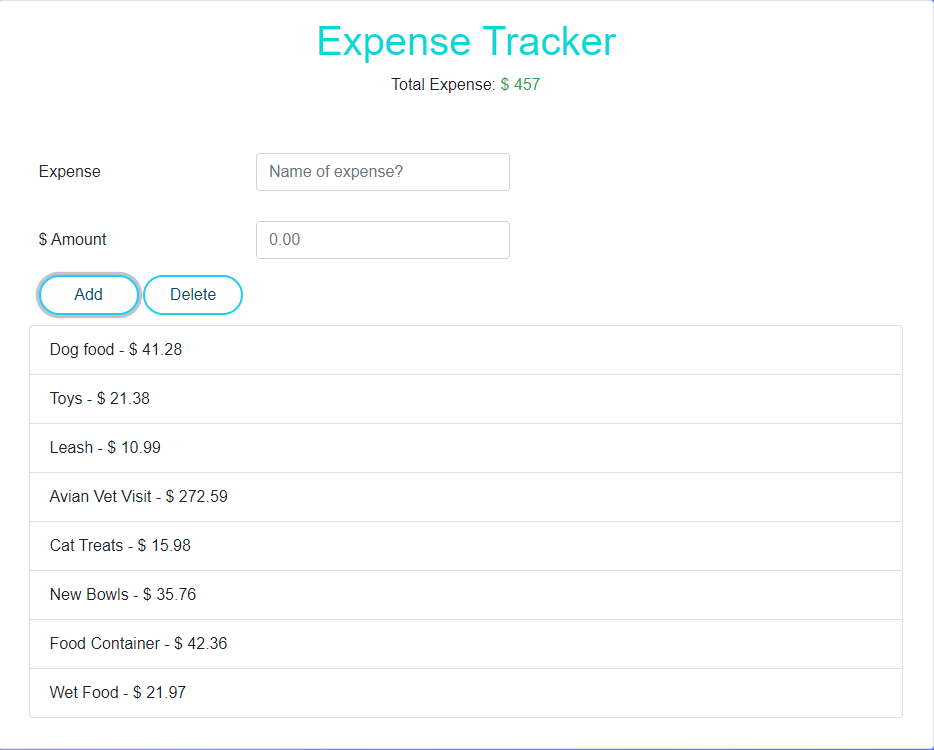 Expense Tracker
Total Expense: $ 457
Expense
Name of expense?
$ Amount
0.00
Add
Delete
Dog food - $ 41.28
Toys - $ 21.38
Leash - $ 10.99
Avian Vet Visit - $ 272.59
Cat Treats - $ 15.98
New Bowls - $ 35.76
Food Container - $ 42.36
Wet Food - $ 21.97